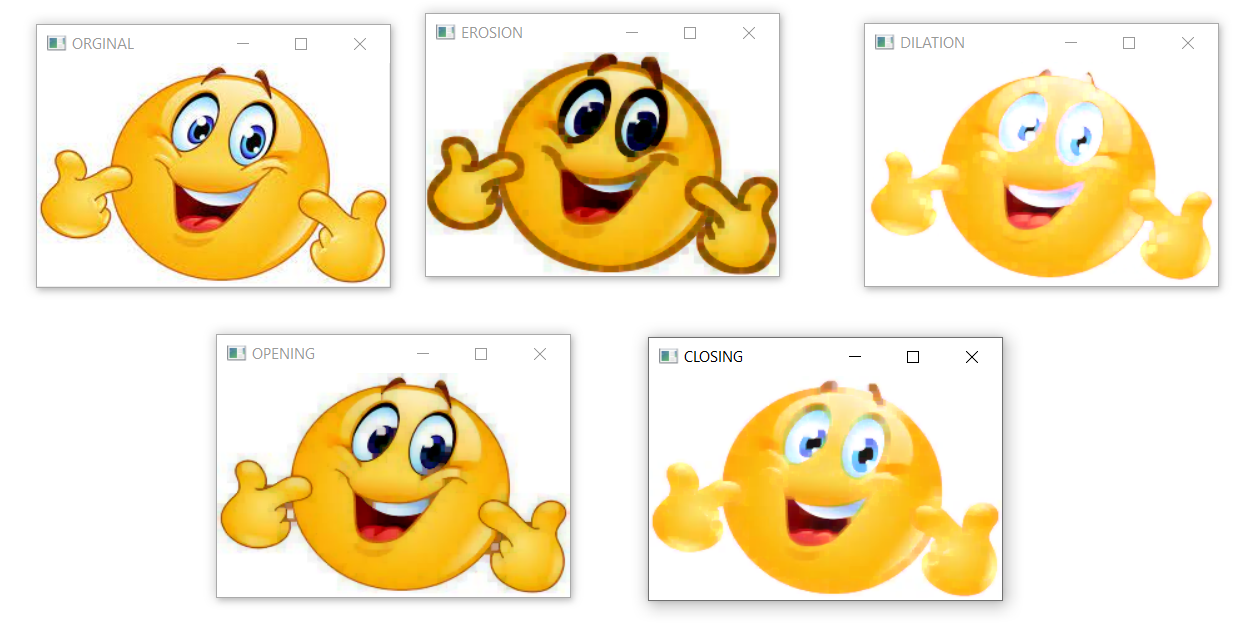 ORGINAL
EROSION
DILATION
OPENING
CLOSING